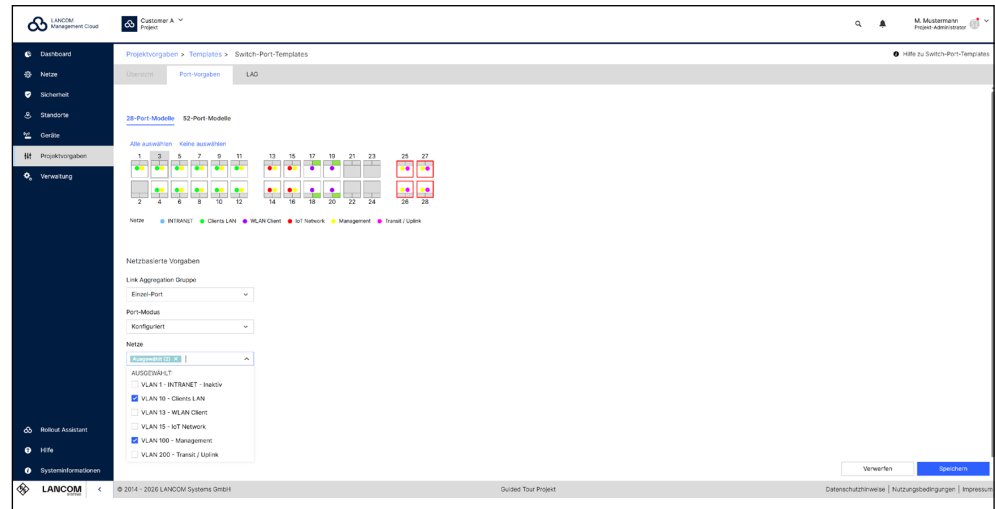 LANCOM
Management Cloud
Customer A
Projekt
M. Mustermann
Projekt-Administrator
Dashboard
Netze
Sicherheit
Standorte
Geräte
Projektvorgaben
Verwaltung
Rollout Assistant
Hilfe
Systeminformationen
LANCOM
SYSTEMS
Projektvorgaben > Templates > Switch-Port-Templates
Hilfe zu Switch-Port-Templates
Übersicht Port-Vorgaben LAG
28-Port-Modelle 52-Port-Modelle
Alle auswählen Keine auswählen
1 3 5 7 9 11 13 15 17 19 21 23 25 27
2 4 6 8 10 12 14 16 18 20 22 24 26 28
Netze INTRANET Clients LAN WLAN Client IoT Network Management Transit / Uplink
Netzbasierte Vorgaben
Link Aggregation Gruppe
Einzel-Port
Port-Modus
Konfiguriert
Netze
Ausgewählt (2) ×
AUSGEWÄHLT:
VLAN 1 - INTRANET - Inaktiv
VLAN 10 - Clients LAN
VLAN 13 - WLAN Client
VLAN 15 - IoT Network
VLAN 100 - Management
VLAN 200 - Transit / Uplink
Verwerfen Speichern
© 2014 - 2026 LANCOM Systems GmbH Guided Tour Projekt Datenschutzhinweise | Nutzungsbedingungen | Impressum